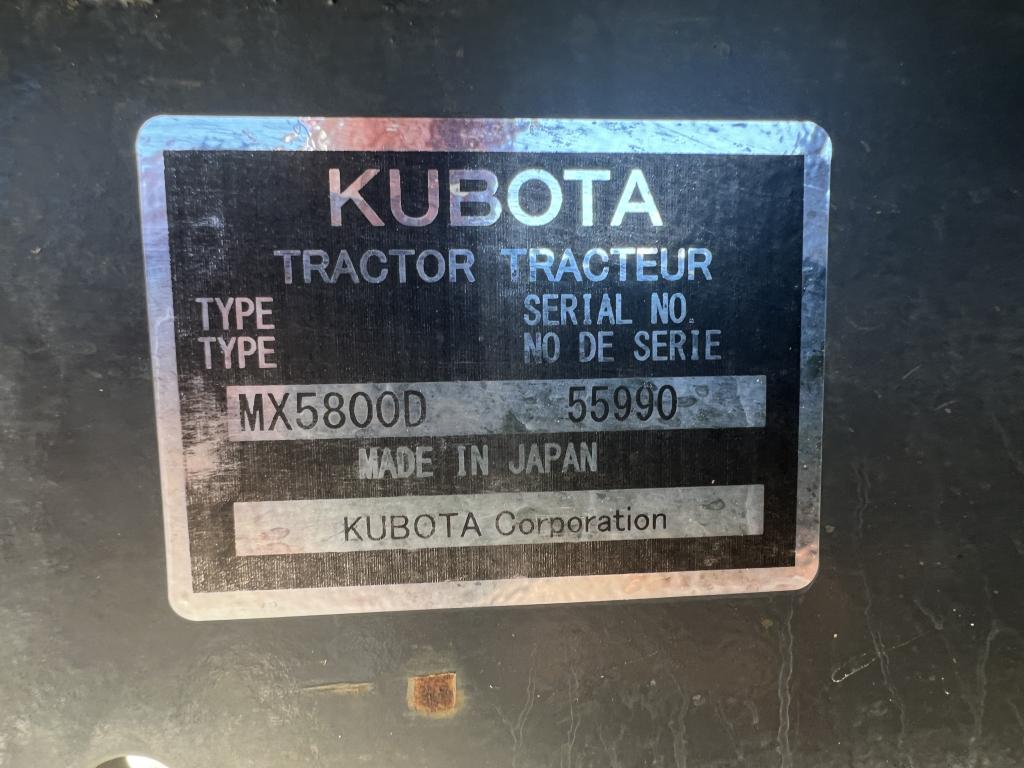 KUBOTA
TRACTOR TRACTEUR
TYPE SERIAL NO.
TYPE NO DE SERIE
MX5800D 55990
MADE IN JAPAN
KUBOTA Corporation